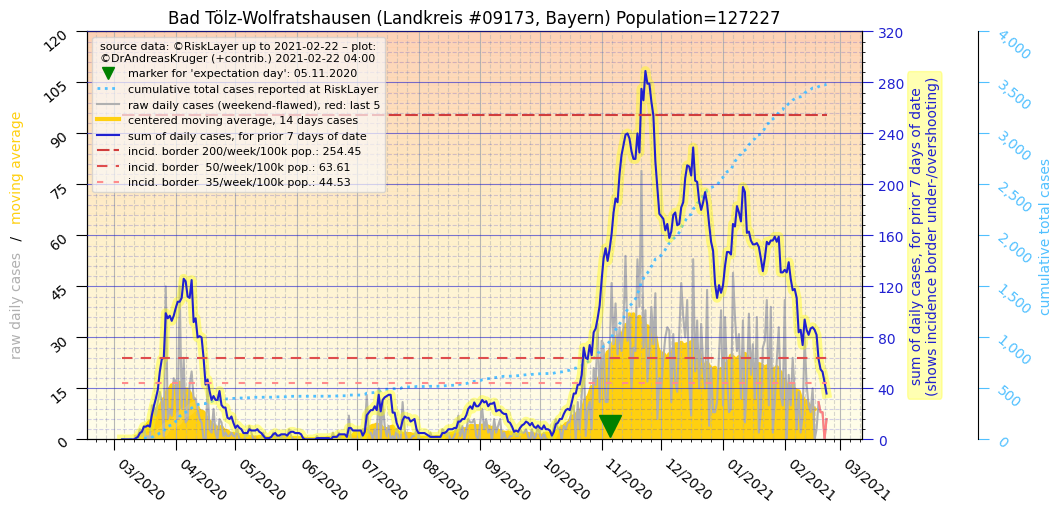 Bad Tölz-Wolfratshausen (Landkreis #09173, Bayern) Population=127227
source data: ©RiskLayer up to 2021-02-22 – plot:
©DrAndreasKruger (+contrib.) 2021-02-22 04:00
marker for 'expectation day': 05.11.2020
cumulative total cases reported at RiskLayer
raw daily cases (weekend-flawed), red: last 5
centered moving average, 14 days cases
sum of daily cases, for prior 7 days of date
incid. border 200/week/100k pop.: 254.45
incid. border  50/week/100k pop.: 63.61
incid. border  35/week/100k pop.: 44.53
raw daily cases  /  moving average
120
105
90
75
60
45
30
15
0
03/2020
04/2020
05/2020
06/2020
07/2020
08/2020
09/2020
10/2020
11/2020
12/2020
01/2021
02/2021
03/2021
320
280
240
200
160
120
80
40
0
sum of daily cases, for prior 7 days of date
(shows incidence border under-/overshooting)
4,000
3,500
3,000
2,500
2,000
1,500
1,000
500
0
cumulative total cases